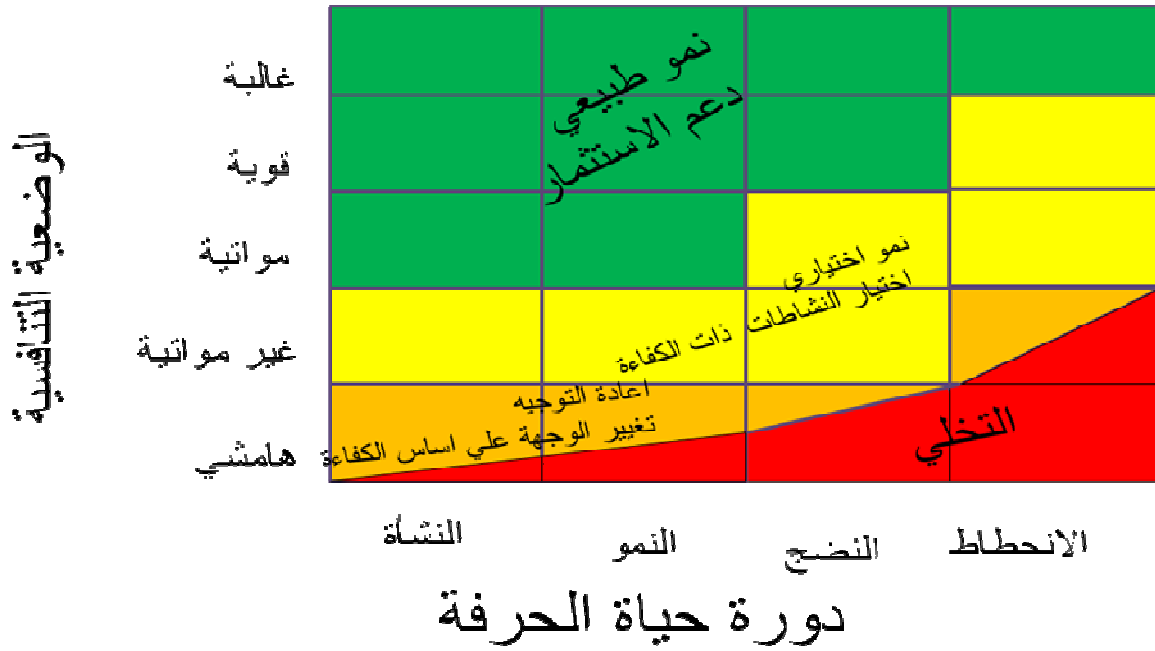 الوضعية التنافسية
غالبة
قوية
مواتية
غير مواتية
هامشي
نمو طبيعي
دعم الاستثمار
نمو اختياري
اختيار النشاطات ذات الكفاءة
اعادة التوجيه
تغيير الوجهة علي اساس الكفاءة
التخلي
النشأة
النمو
النضج
الانحطاط
دورة حياة الحرفة